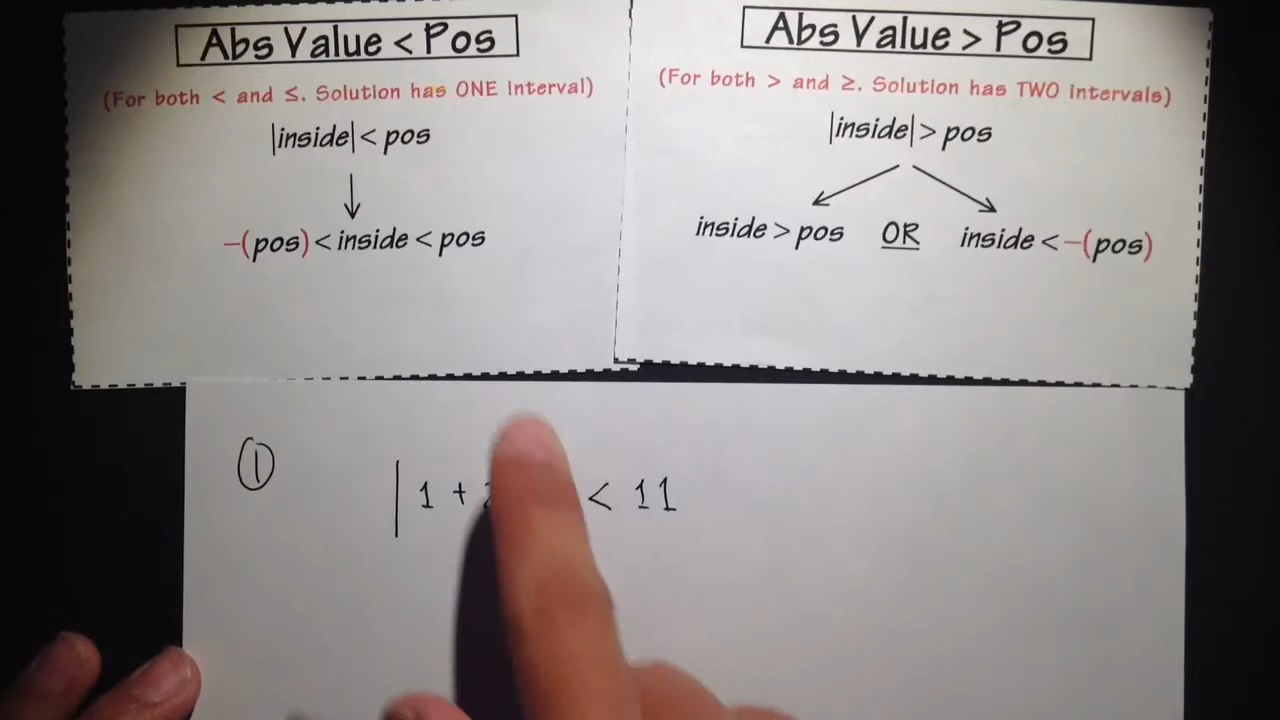 Abs Value < Pos
(For both < and ≤. Solution has ONE interval)
|inside| < pos
-(pos) < inside < pos
Abs Value > Pos
(For both > and ≥. Solution has TWO intervals)
|inside| > pos
inside > pos OR inside < -(pos)
① |1 + < 11